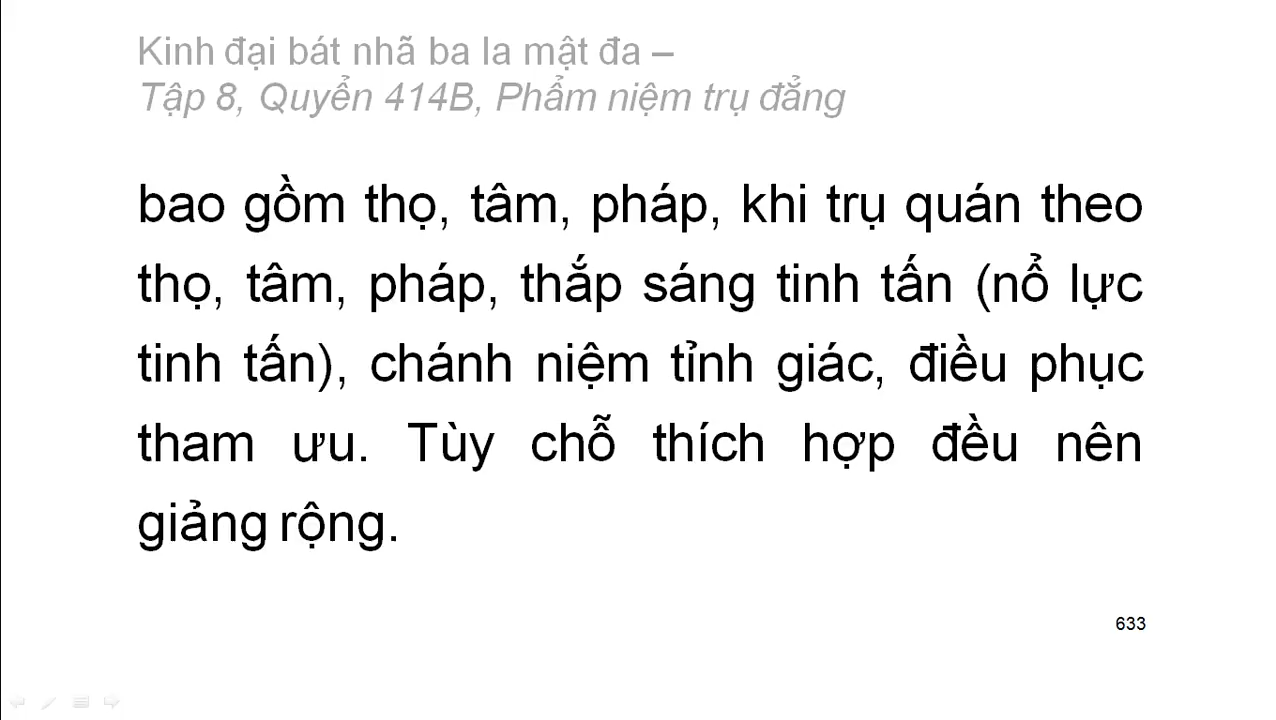 Kinh đại bát nhã ba la mật đa –
Tập 8, Quyển 414B, Phẩm niệm trụ đẳng
bao gồm thọ, tâm, pháp, khi trụ quán theo
thọ, tâm, pháp, thắp sáng tinh tấn (nổ lực
tinh tấn), chánh niệm tỉnh giác, điều phục
tham ưu. Tùy chỗ thích hợp đều nên
giảng rộng.
633